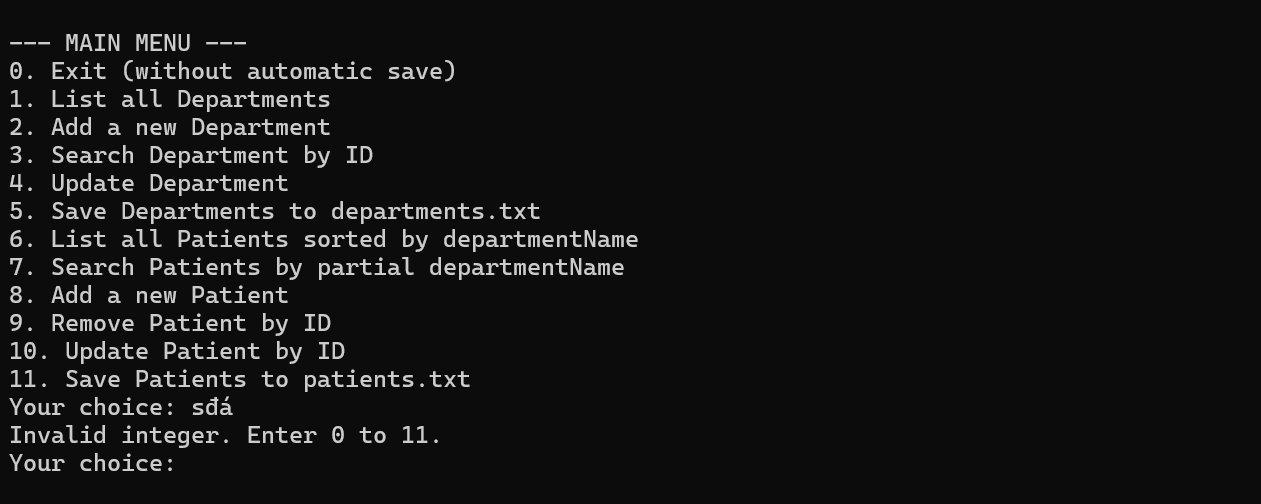 --- MAIN MENU ---
0. Exit (without automatic save)
1. List all Departments
2. Add a new Department
3. Search Department by ID
4. Update Department
5. Save Departments to departments.txt
6. List all Patients sorted by departmentName
7. Search Patients by partial departmentName
8. Add a new Patient
9. Remove Patient by ID
10. Update Patient by ID
11. Save Patients to patients.txt
Your choice: sđá
Invalid integer. Enter 0 to 11.
Your choice: